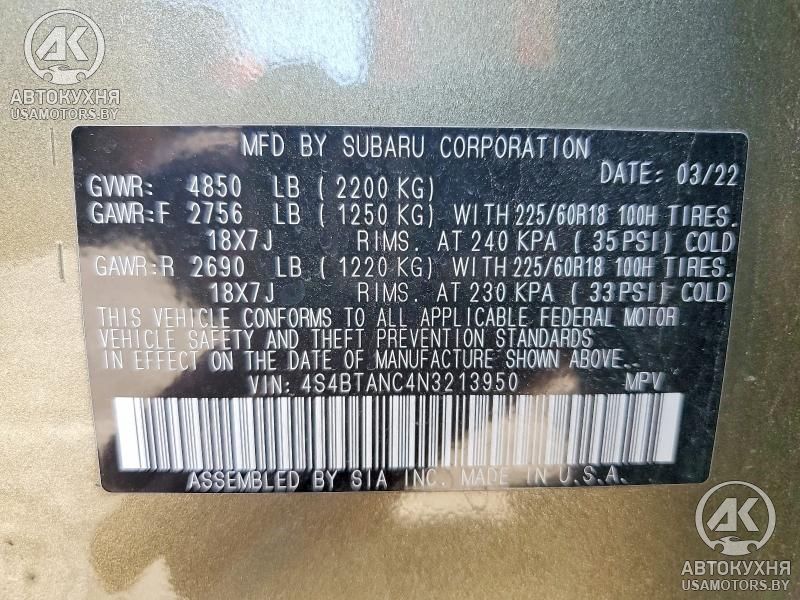 AK
АВТОКУХНЯ
USAMOTORS.BY
MFD BY SUBARU CORPORATION
DATE: 03/22
GVWR: 4850 LB (2200 KG)
GAWR:F 2756 LB (1250 KG) WITH 225/60R18 100H TIRES.
18X7J RIMS. AT 240 KPA (35 PSI) COLD
GAWR:R 2690 LB (1220 KG) WITH 225/60R18 100H TIRES.
18X7J RIMS. AT 230 KPA (33 PSI) COLD
THIS VEHICLE CONFORMS TO ALL APPLICABLE FEDERAL MOTOR
VEHICLE SAFETY AND THEFT PREVENTION STANDARDS
IN EFFECT ON THE DATE OF MANUFACTURE SHOWN ABOVE.
VIN: 4S4BTANC4N3213950 MPV
ASSEMBLED BY SIA INC. MADE IN U.S.A.
AK
АВТОКУХНЯ
USAMOTORS.BY